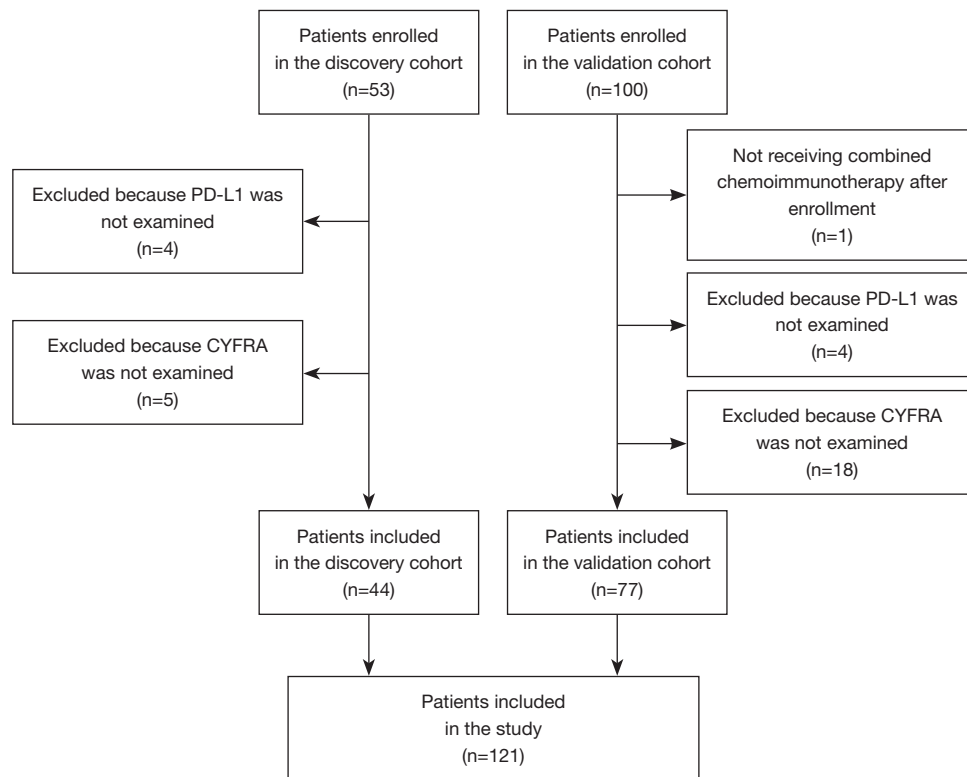 Patients enrolled
in the discovery cohort
(n=53)
Patients enrolled
in the validation cohort
(n=100)
Not receiving combined
chemoimmunotherapy after
enrollment
(n=1)
Excluded because PD-L1 was
not examined
(n=4)
Excluded because PD-L1 was
not examined
(n=4)
Excluded because CYFRA
was not examined
(n=5)
Excluded because CYFRA
was not examined
(n=18)
Patients included
in the discovery cohort
(n=44)
Patients included
in the validation cohort
(n=77)
Patients included
in the study
(n=121)